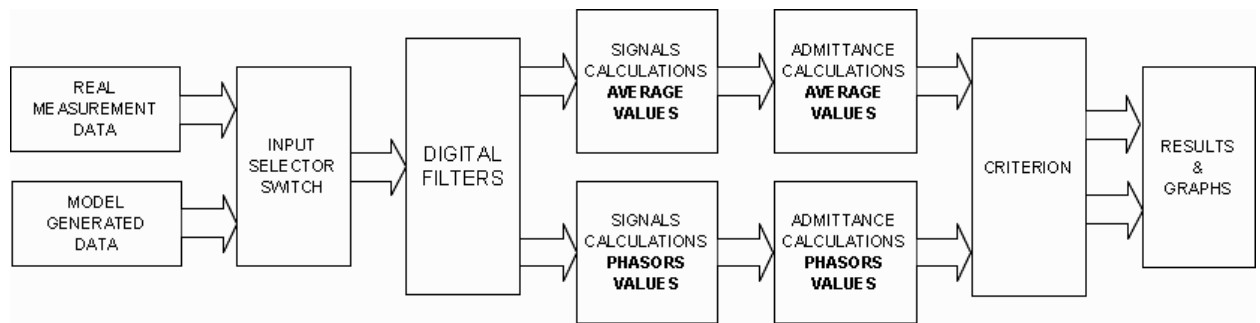 REAL
MEASUREMENT
DATA
MODEL
GENERATED
DATA
INPUT
SELECTOR
SWITCH
DIGITAL
FILTERS
SIGNALS
CALCULATIONS
AVERAGE
VALUES
ADMITTANCE
CALCULATIONS
AVERAGE
VALUES
SIGNALS
CALCULATIONS
PHASORS
VALUES
ADMITTANCE
CALCULATIONS
PHASORS
VALUES
CRITERION
RESULTS
&
GRAPHS